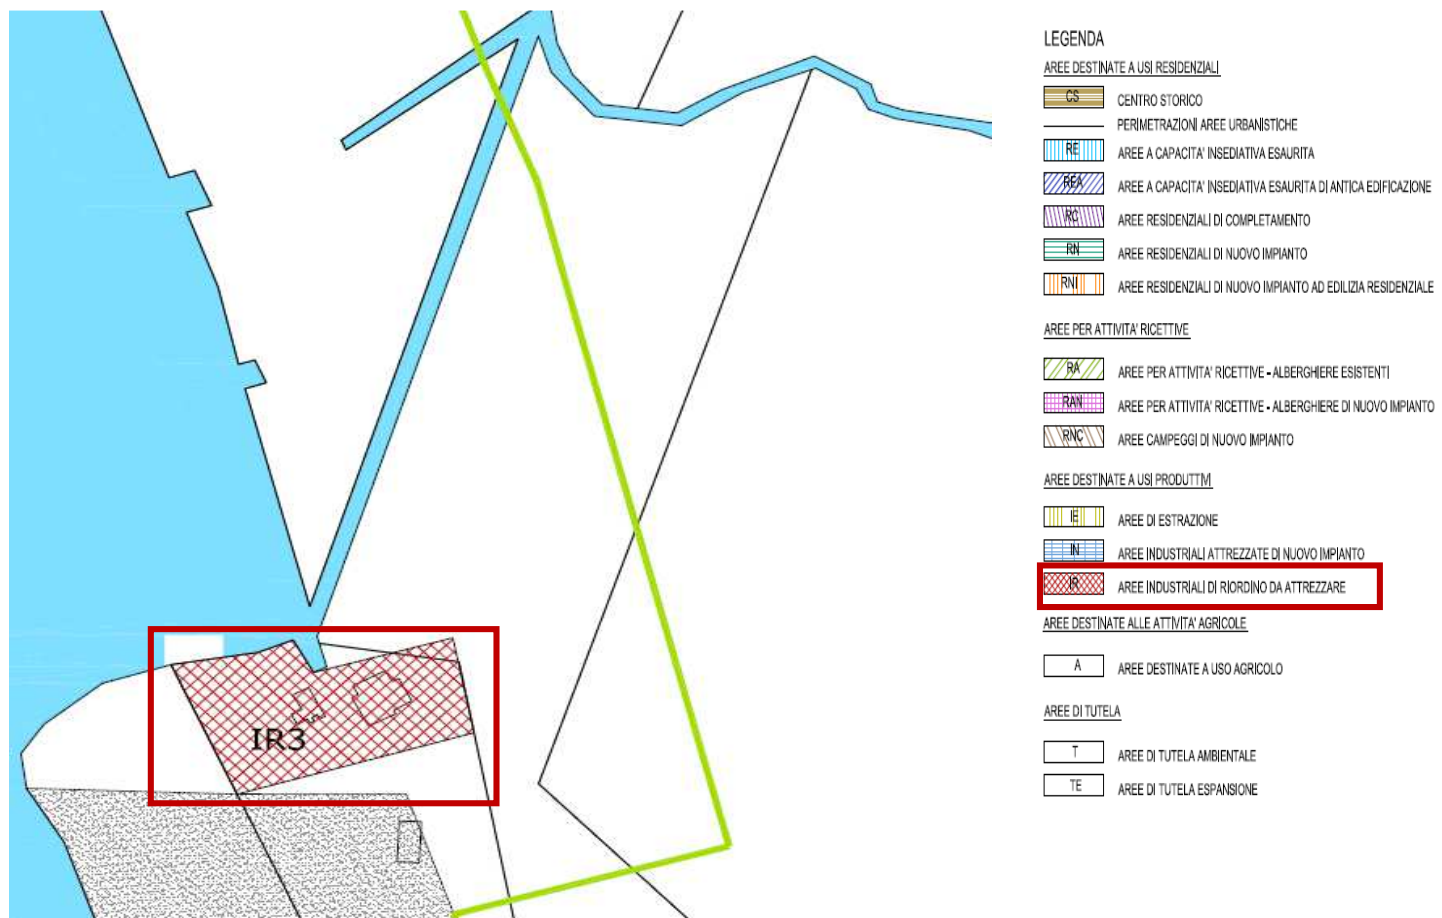 LEGENDA
AREE DESTINATE A USI RESIDENZIALI
CS CENTRO STORICO
PERIMETRAZIONI AREE URBANISTICHE
RE AREE A CAPACITA' INSEDIATIVA ESAURITA
REA AREE A CAPACITA' INSEDIATIVA ESAURITA DI ANTICA EDIFICAZIONE
RC AREE RESIDENZIALI DI COMPLETAMENTO
RN AREE RESIDENZIALI DI NUOVO IMPIANTO
RNI AREE RESIDENZIALI DI NUOVO IMPIANTO AD EDILIZIA RESIDENZIALE
AREE PER ATTIVITA' RICETTIVE
RA AREE PER ATTIVITA' RICETTIVE - ALBERGHIERE ESISTENTI
RAN AREE PER ATTIVITA' RICETTIVE - ALBERGHIERE DI NUOVO IMPIANTO
RNC AREE CAMPEGGI DI NUOVO IMPIANTO
AREE DESTINATE A USI PRODUTTIVI
IE AREE DI ESTRAZIONE
IN AREE INDUSTRIALI ATTREZZATE DI NUOVO IMPIANTO
IR AREE INDUSTRIALI DI RIORDINO DA ATTREZZARE
AREE DESTINATE ALLE ATTIVITA' AGRICOLE
A AREE DESTINATE A USO AGRICOLO
AREE DI TUTELA
T AREE DI TUTELA AMBIENTALE
TE AREE DI TUTELA ESPANSIONE
IR3